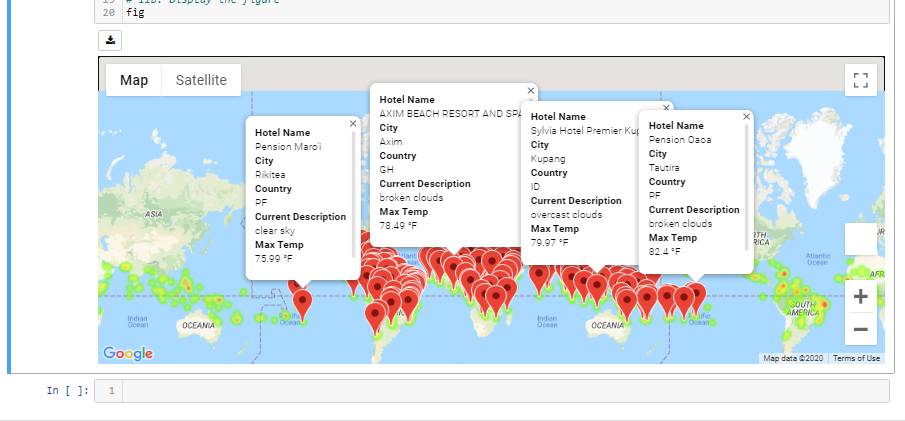 19 # 11b. Display the figure
20 fig
Map Satellite
Hotel Name
Pension Maro'i
City
Rikitea
Country
PF
Current Description
clear sky
Max Temp
75.99 °F
Hotel Name
AXIM BEACH RESORT AND SPA
City
Axim
Country
GH
Current Description
broken clouds
Max Temp
78.49 °F
Hotel Name
Sylvia Hotel Premier Kup
City
Kupang
Country
ID
Current Description
overcast clouds
Max Temp
79.97 °F
Hotel Name
Pension Oaoa
City
Tautira
Country
PF
Current Description
broken clouds
Max Temp
82.4 °F
ASIA
Atlantic
Ocean
AFR
Indian
Ocean
OCEANIA
Ocean
Indian
Ocean
OCEANIA
Ocean
SOUTH
AMERICA
Google
Map data ©2020 Terms of Use
In [ ]: 1